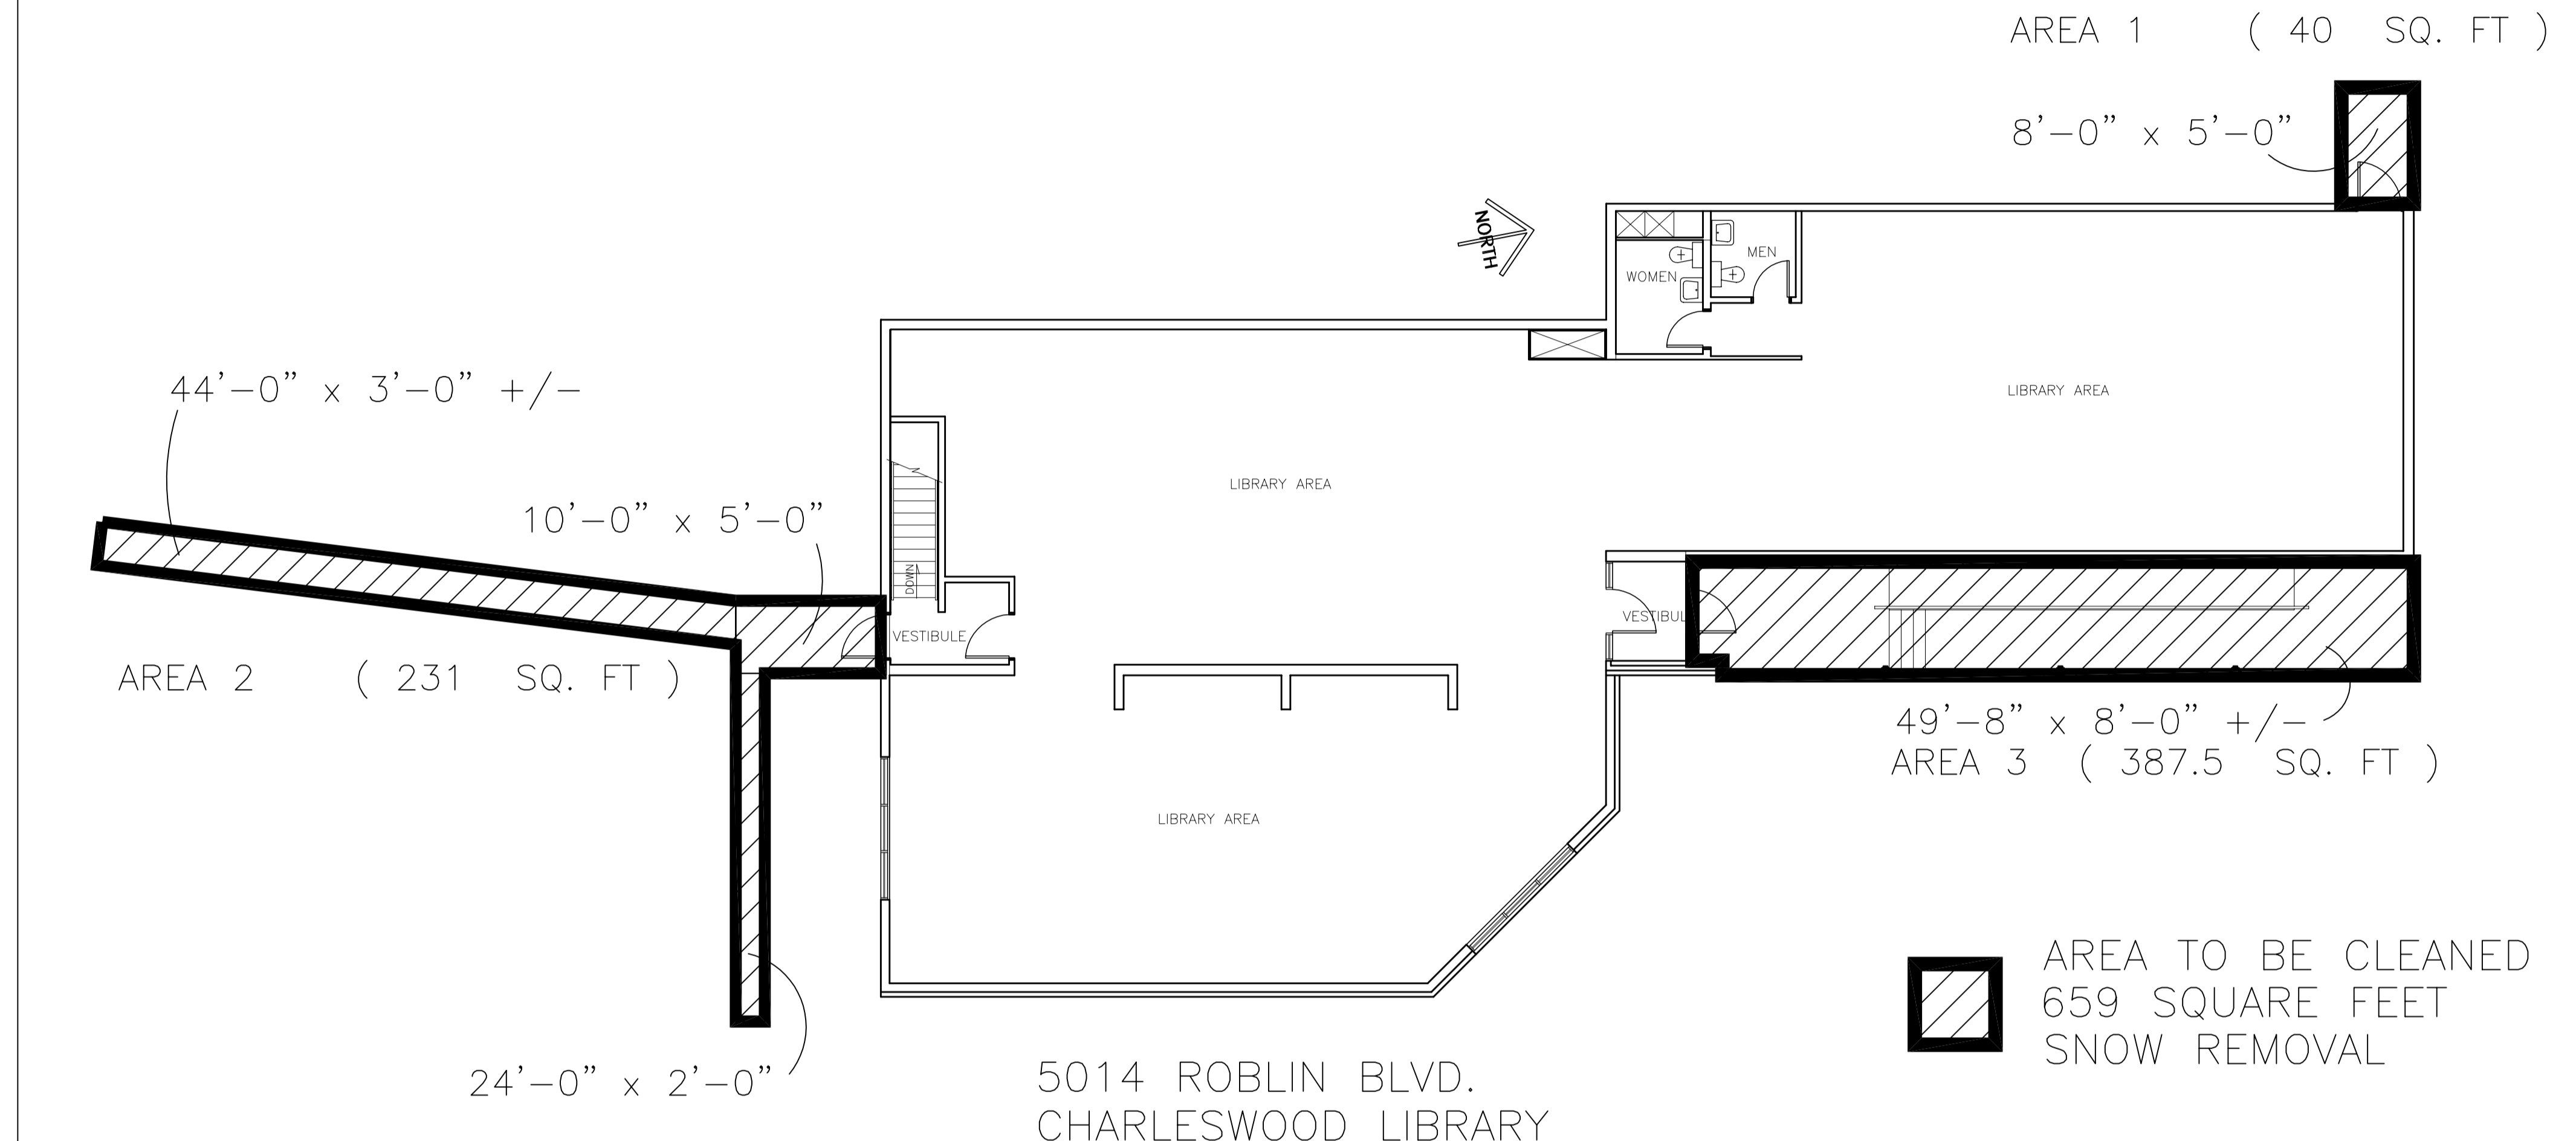 AREA 1 ( 40 SQ. FT )
8'-0" x 5'-0"
NORTH
MEN
WOMEN
LIBRARY AREA
44'-0" x 3'-0" +/-
LIBRARY AREA
10'-0" x 5'-0"
DOWN
VESTIBULE
VESTIBUL
AREA 2 ( 231 SQ. FT )
49'-8" x 8'-0" +/-
AREA 3 ( 387.5 SQ. FT )
LIBRARY AREA
AREA TO BE CLEANED
659 SQUARE FEET
SNOW REMOVAL
24'-0" x 2'-0"
5014 ROBLIN BLVD.
CHARLESWOOD LIBRARY